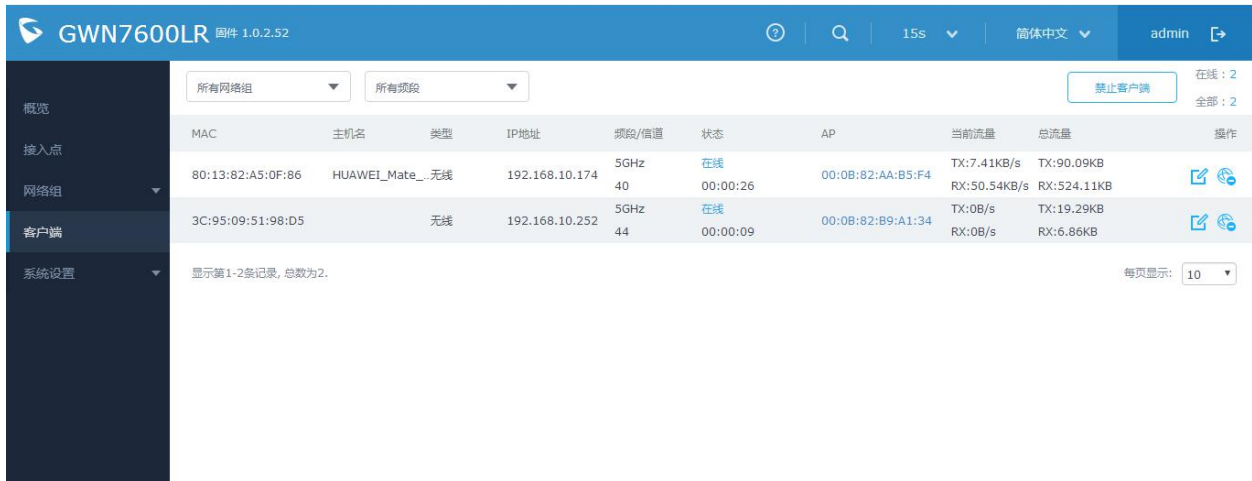 GWN7600LR 固件 1.0.2.52 15s 简体中文 admin
概览
接入点
网络组
客户端
系统设置
所有网络组 所有频段 禁止客户端 在线：2
全部：2
MAC 主机名 类型 IP地址 频段/信道 状态 AP 当前流量 总流量 操作
80:13:82:A5:0F:86 HUAWEI_Mate_... 无线 192.168.10.174 5GHz 在线 00:0B:82:AA:B5:F4 TX:7.41KB/s TX:90.09KB
40 00:00:26 RX:50.54KB/s RX:524.11KB
3C:95:09:51:98:D5 无线 192.168.10.252 5GHz 在线 00:0B:82:B9:A1:34 TX:0B/s TX:19.29KB
44 00:00:09 RX:0B/s RX:6.86KB
显示第1-2条记录, 总数为2. 每页显示: 10